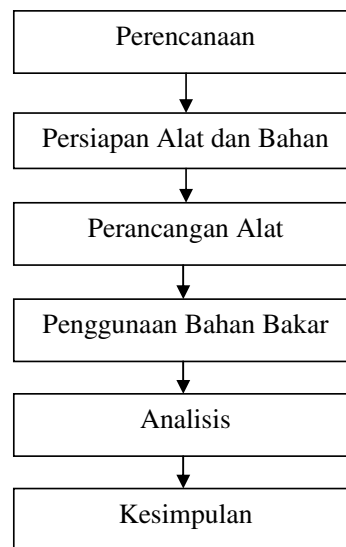 Perencanaan
Persiapan Alat dan Bahan
Perancangan Alat
Penggunaan Bahan Bakar
Analisis
Kesimpulan